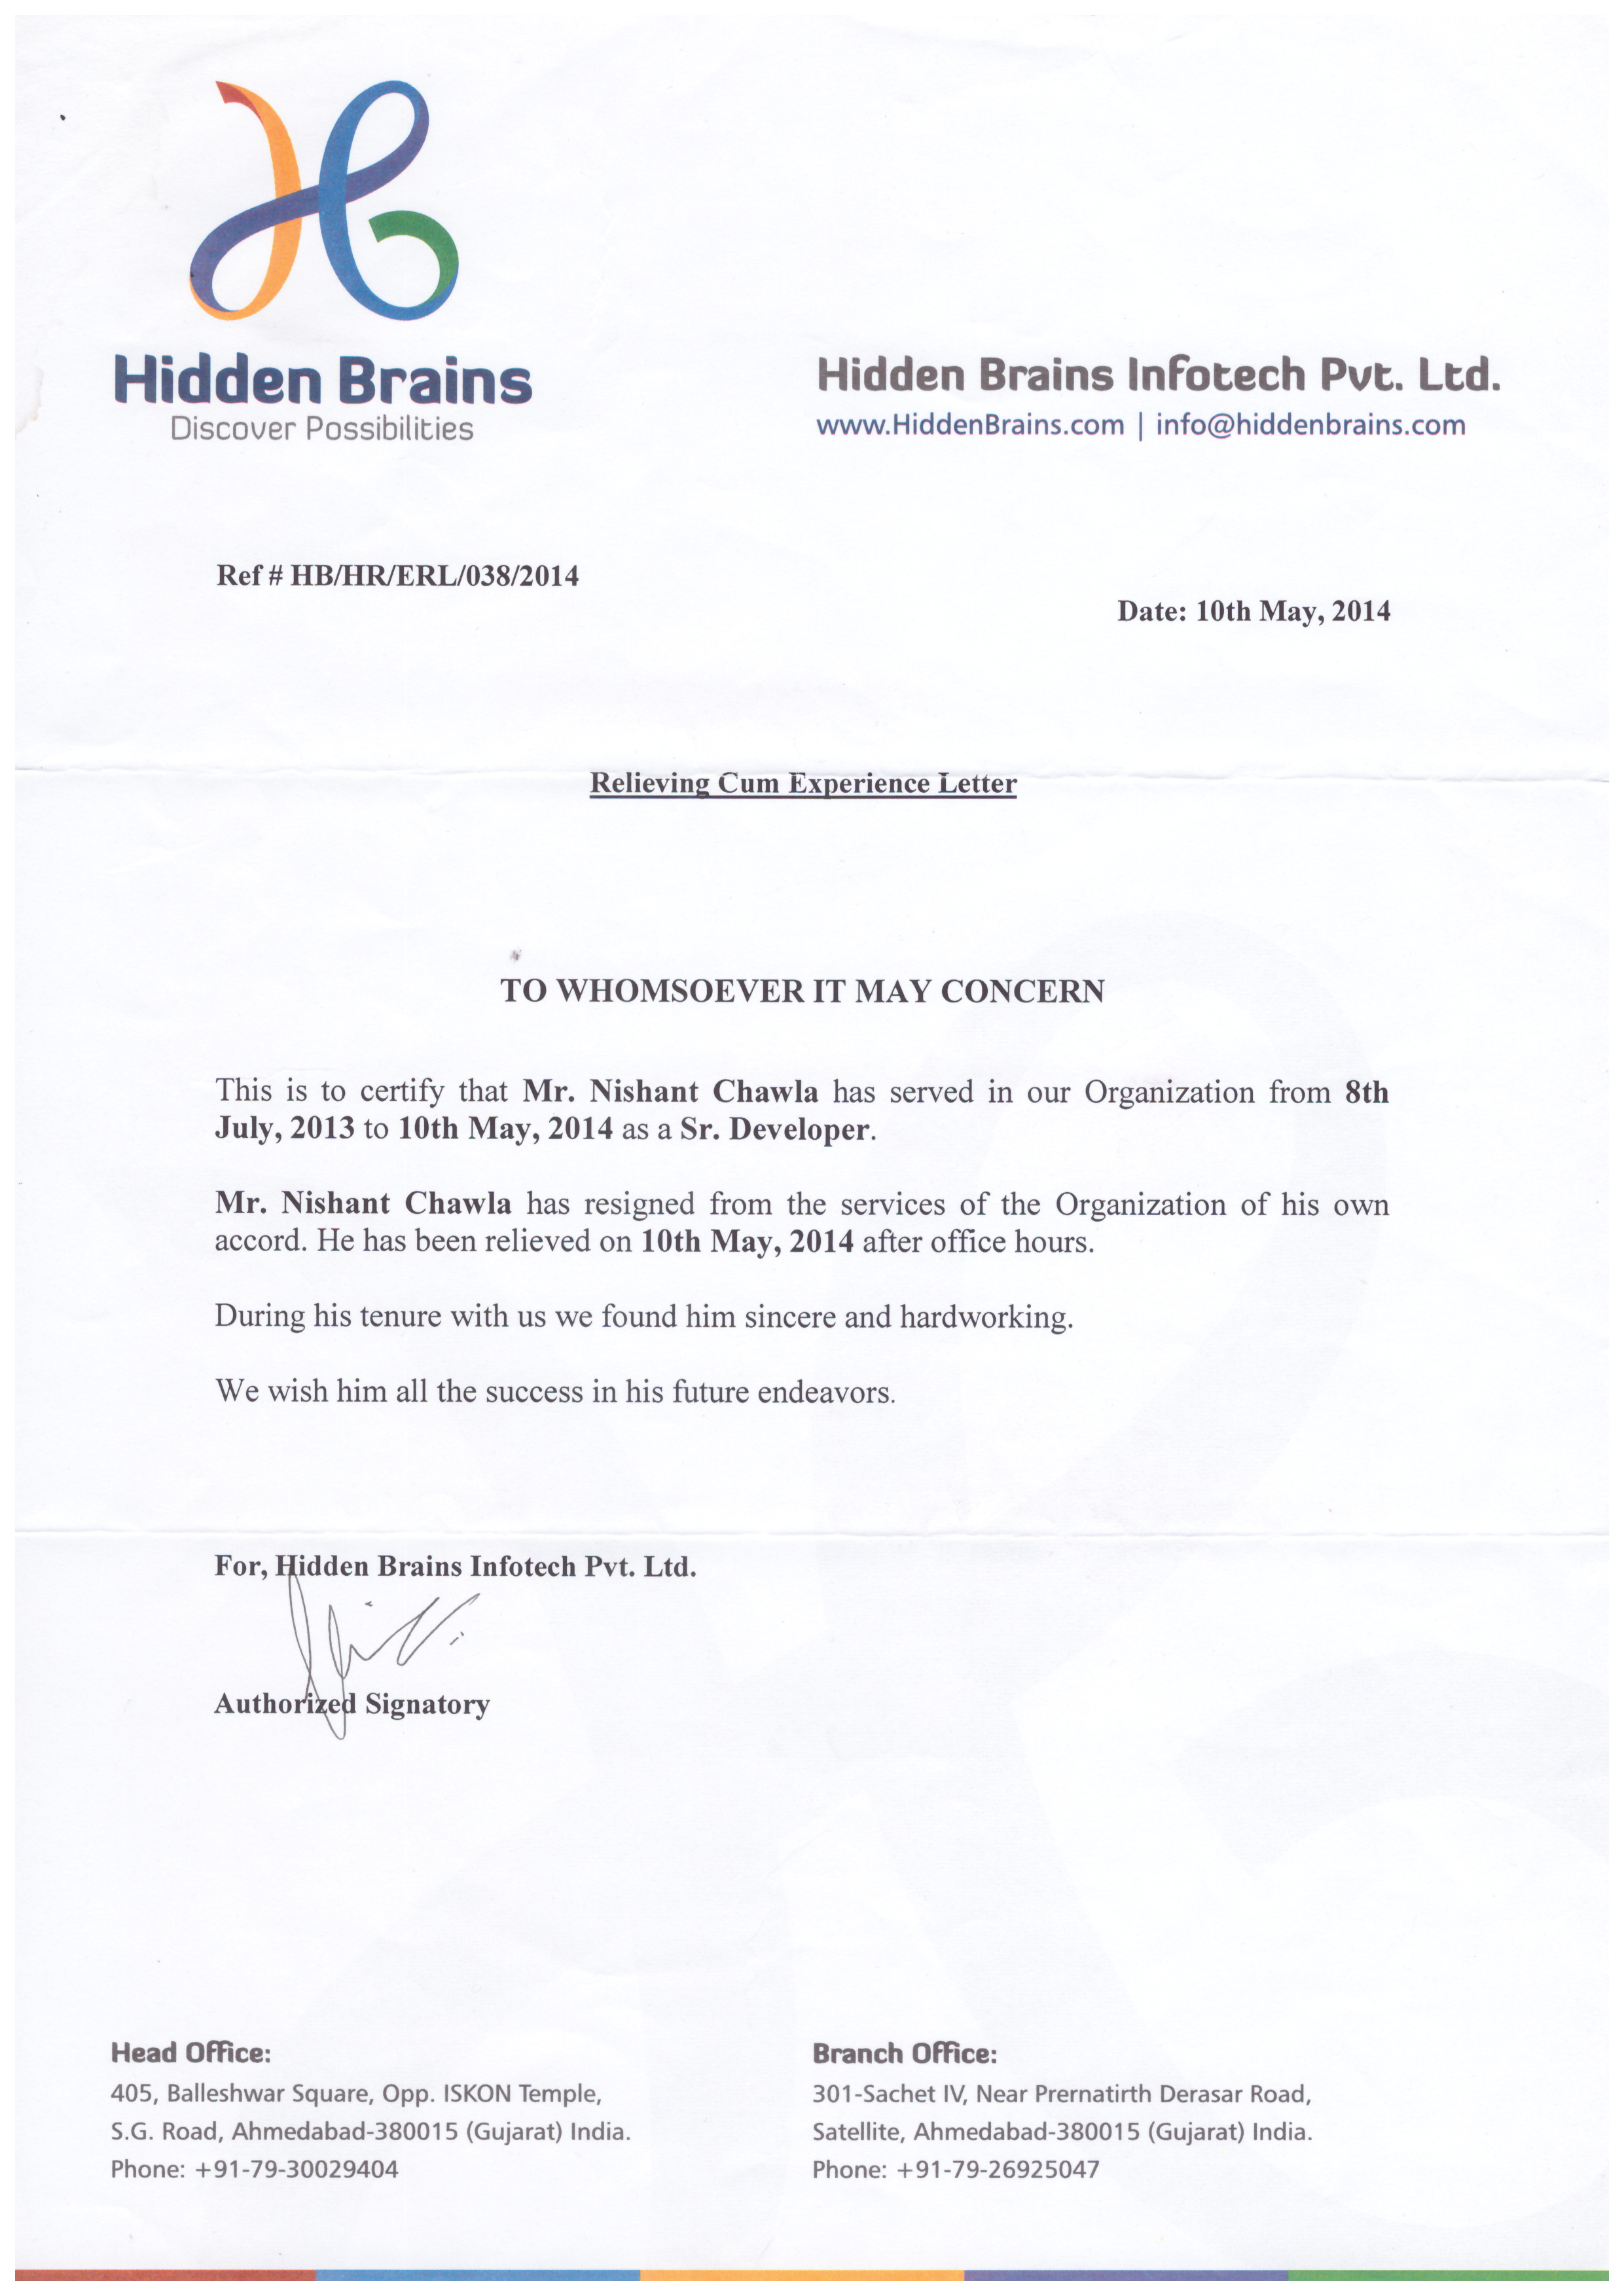 Hidden Brains
Discover Possibilities
Hidden Brains Infotech Pvt. Ltd.
www.HiddenBrains.com | info@hiddenbrains.com
Ref # HB/HR/ERL/038/2014
Date: 10th May, 2014
Relieving Cum Experience Letter
TO WHOMSOEVER IT MAY CONCERN
This is to certify that Mr. Nishant Chawla has served in our Organization from 8th
July, 2013 to 10th May, 2014 as a Sr. Developer.
Mr. Nishant Chawla has resigned from the services of the Organization of his own
accord. He has been relieved on 10th May, 2014 after office hours.
During his tenure with us we found him sincere and hardworking.
We wish him all the success in his future endeavors.
For, Hidden Brains Infotech Pvt. Ltd.
Authorized Signatory
Head Office:
405, Balleshwar Square, Opp. ISKON Temple,
S.G. Road, Ahmedabad-380015 (Gujarat) India.
Phone: +91-79-30029404
Branch Office:
301-Sachet IV, Near Prernatirth Derasar Road,
Satellite, Ahmedabad-380015 (Gujarat) India.
Phone: +91-79-26925047